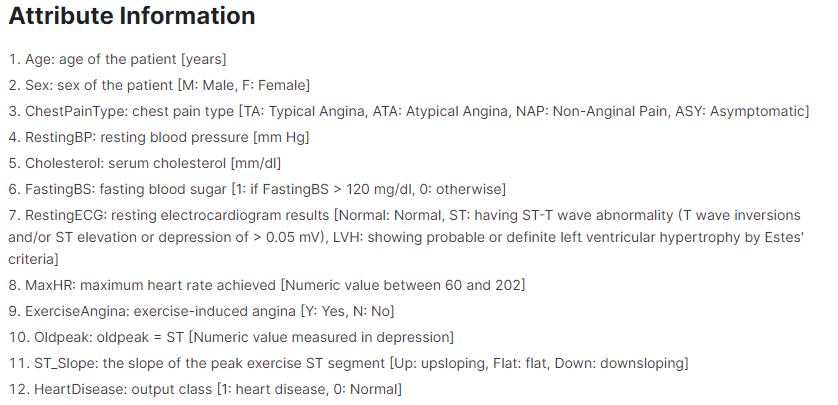 Attribute Information
1. Age: age of the patient [years]
2. Sex: sex of the patient [M: Male, F: Female]
3. ChestPainType: chest pain type [TA: Typical Angina, ATA: Atypical Angina, NAP: Non-Anginal Pain, ASY: Asymptomatic]
4. RestingBP: resting blood pressure [mm Hg]
5. Cholesterol: serum cholesterol [mm/dl]
6. FastingBS: fasting blood sugar [1: if FastingBS > 120 mg/dl, 0: otherwise]
7. RestingECG: resting electrocardiogram results [Normal: Normal, ST: having ST-T wave abnormality (T wave inversions
and/or ST elevation or depression of > 0.05 mV), LVH: showing probable or definite left ventricular hypertrophy by Estes'
criteria]
8. MaxHR: maximum heart rate achieved [Numeric value between 60 and 202]
9. ExerciseAngina: exercise-induced angina [Y: Yes, N: No]
10. Oldpeak: oldpeak = ST [Numeric value measured in depression]
11. ST_Slope: the slope of the peak exercise ST segment [Up: upsloping, Flat: flat, Down: downsloping]
12. HeartDisease: output class [1: heart disease, 0: Normal]